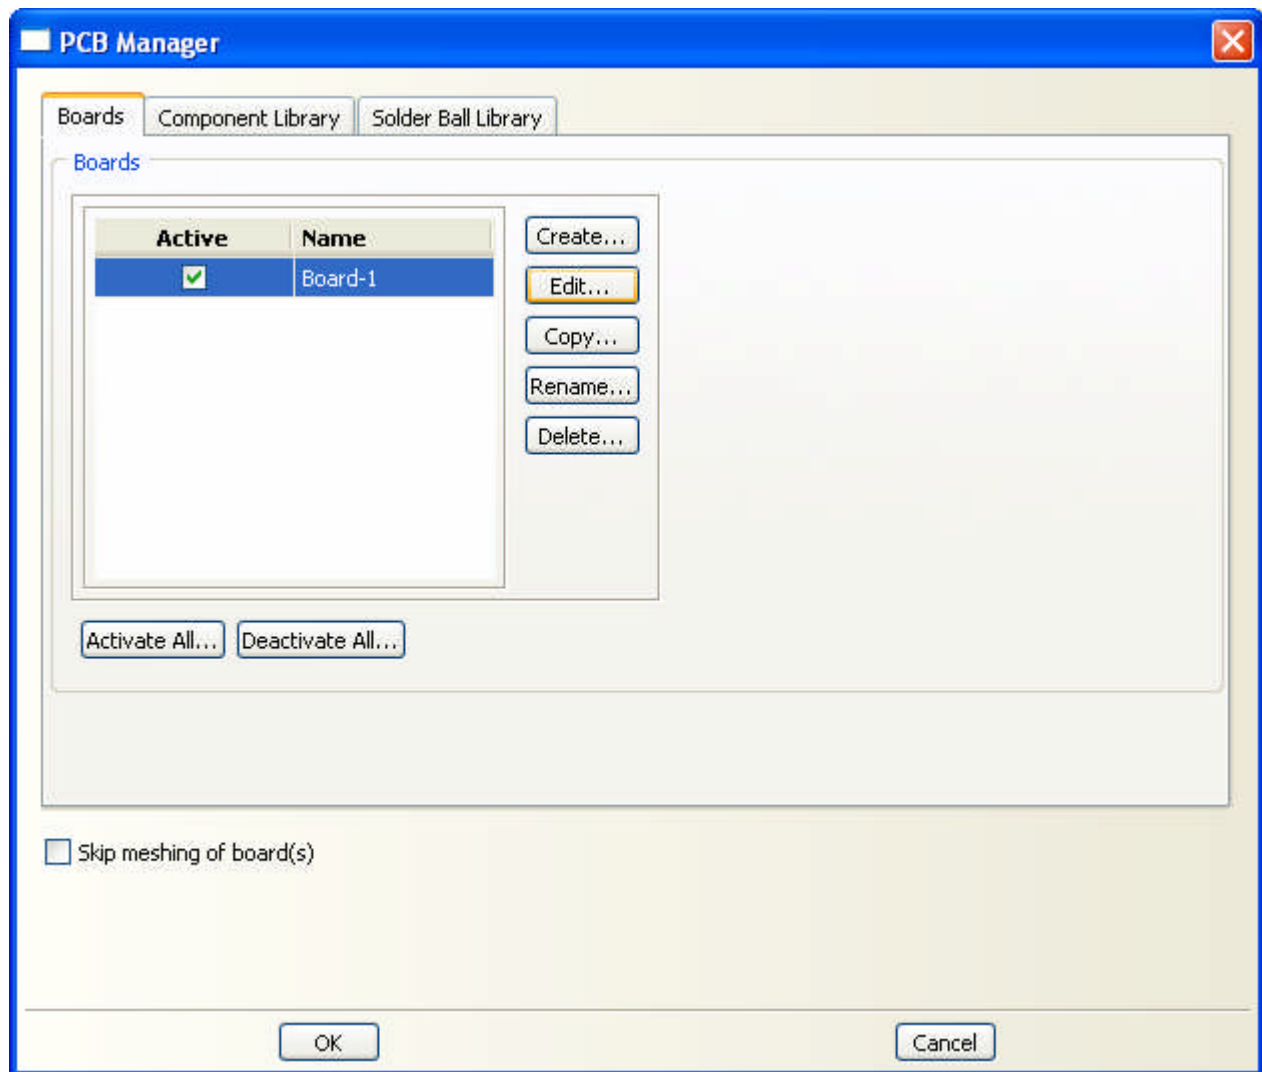 PCB Manager
Boards Component Library Solder Ball Library
Boards
Active Name
Board-1
Create...
Edit...
Copy...
Rename...
Delete...
Activate All... Deactivate All...
Skip meshing of board(s)
OK Cancel